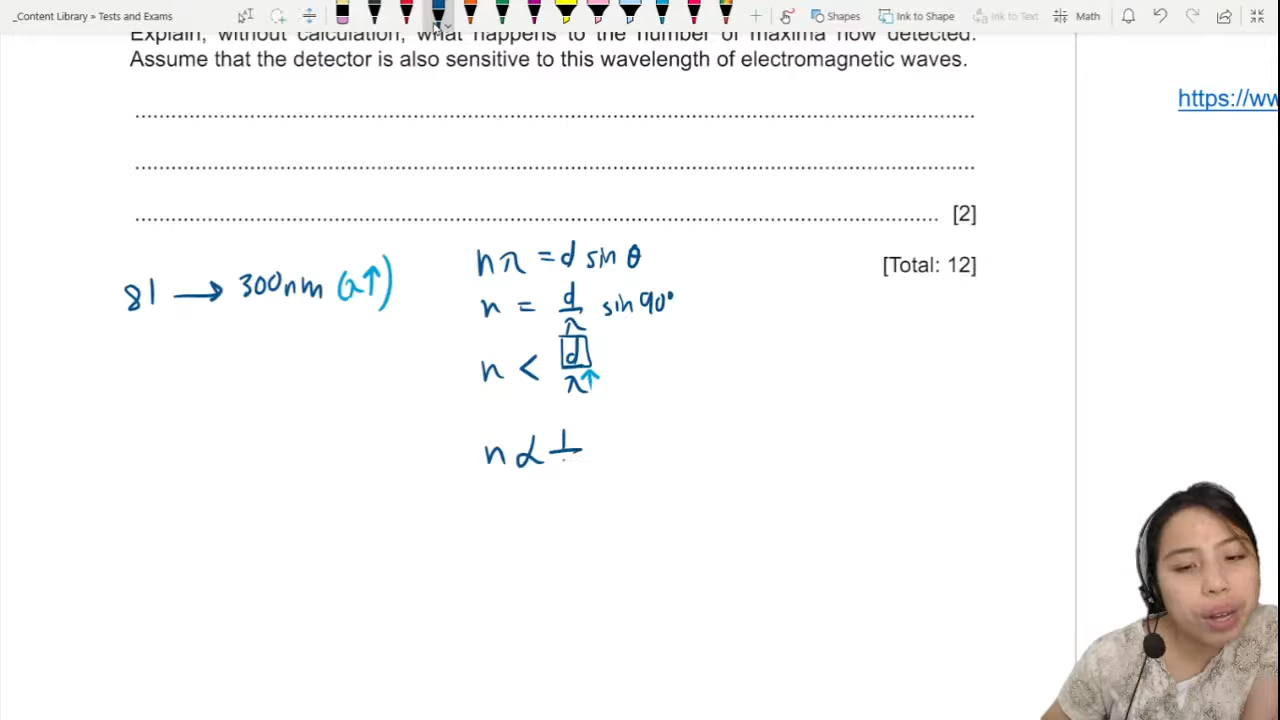 _Content Library » Tests and Exams
Shapes
Ink to Shape
Ink to Text
Math
Explain, without calculation, what happens to the number of maxima now detected.
Assume that the detector is also sensitive to this wavelength of electromagnetic waves.
https://ww
[2]
[Total: 12]
81 → 300nm (λ↑)
nλ = d sin θ
n = d/λ sin 90°
n < d/λ↑
n ∝ 1